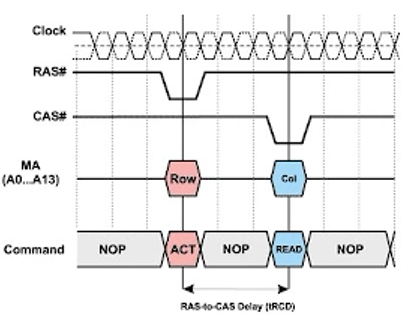 Clock
RAS#
CAS#
MA
(A0...A13)
Row
Col
Command
NOP
ACT
NOP
READ
NOP
RAS-to-CAS Delay (tRCD)